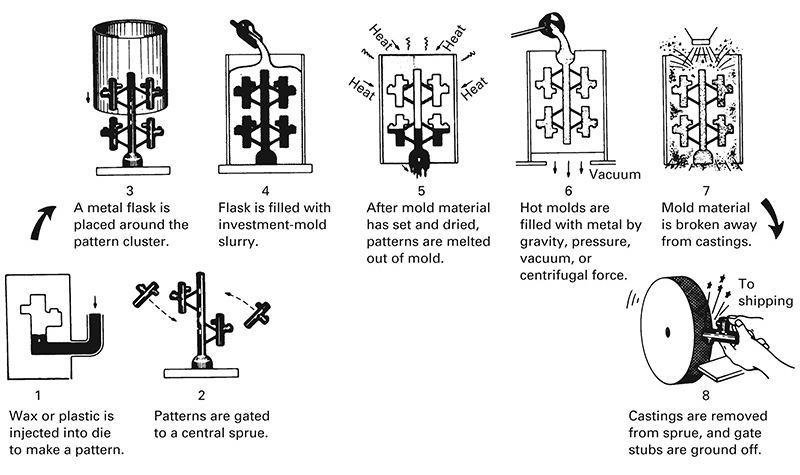 1
Wax or plastic is
injected into die
to make a pattern.
2
Patterns are gated
to a central sprue.
3
A metal flask is
placed around the
pattern cluster.
4
Flask is filled with
investment-mold
slurry.
Heat
Heat
Heat
Heat
5
After mold material
has set and dried,
patterns are melted
out of mold.
Vacuum
6
Hot molds are
filled with metal by
gravity, pressure,
vacuum, or
centrifugal force.
7
Mold material
is broken away
from castings.
To
shipping
8
Castings are removed
from sprue, and gate
stubs are ground off.